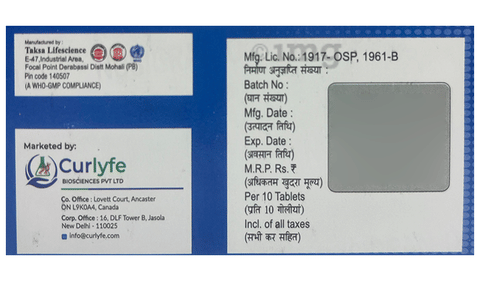 Manufactured by :
Taksa Lifescience
E-47, Industrial Area,
Focal Point Derabassi Distt Mohali (PB)
Pin code 140507
(A WHO-GMP COMPLIANCE)
Marketed by:
Curlyfe
BIOSCIENCES PVT LTD
Co. Office : Lovett Court, Ancaster
ON L9K0A4, Canada
Corp. Office : 16, DLF Tower B, Jasola
New Delhi - 110025
info@curlyfe.com
1mg
Mfg. Lic. No.: 1917- OSP, 1961-B
निर्माण अनुज्ञप्ति संख्या :
Batch No :
(घान संख्या)
Mfg. Date :
(उत्पादन तिथि)
Exp. Date :
(अवसान तिथि)
M.R.P. Rs. ₹
(अधिकतम खुदरा मूल्य)
Per 10 Tablets
(प्रति 10 गोलीयां)
Incl. of all taxes
(सभी कर सहित)